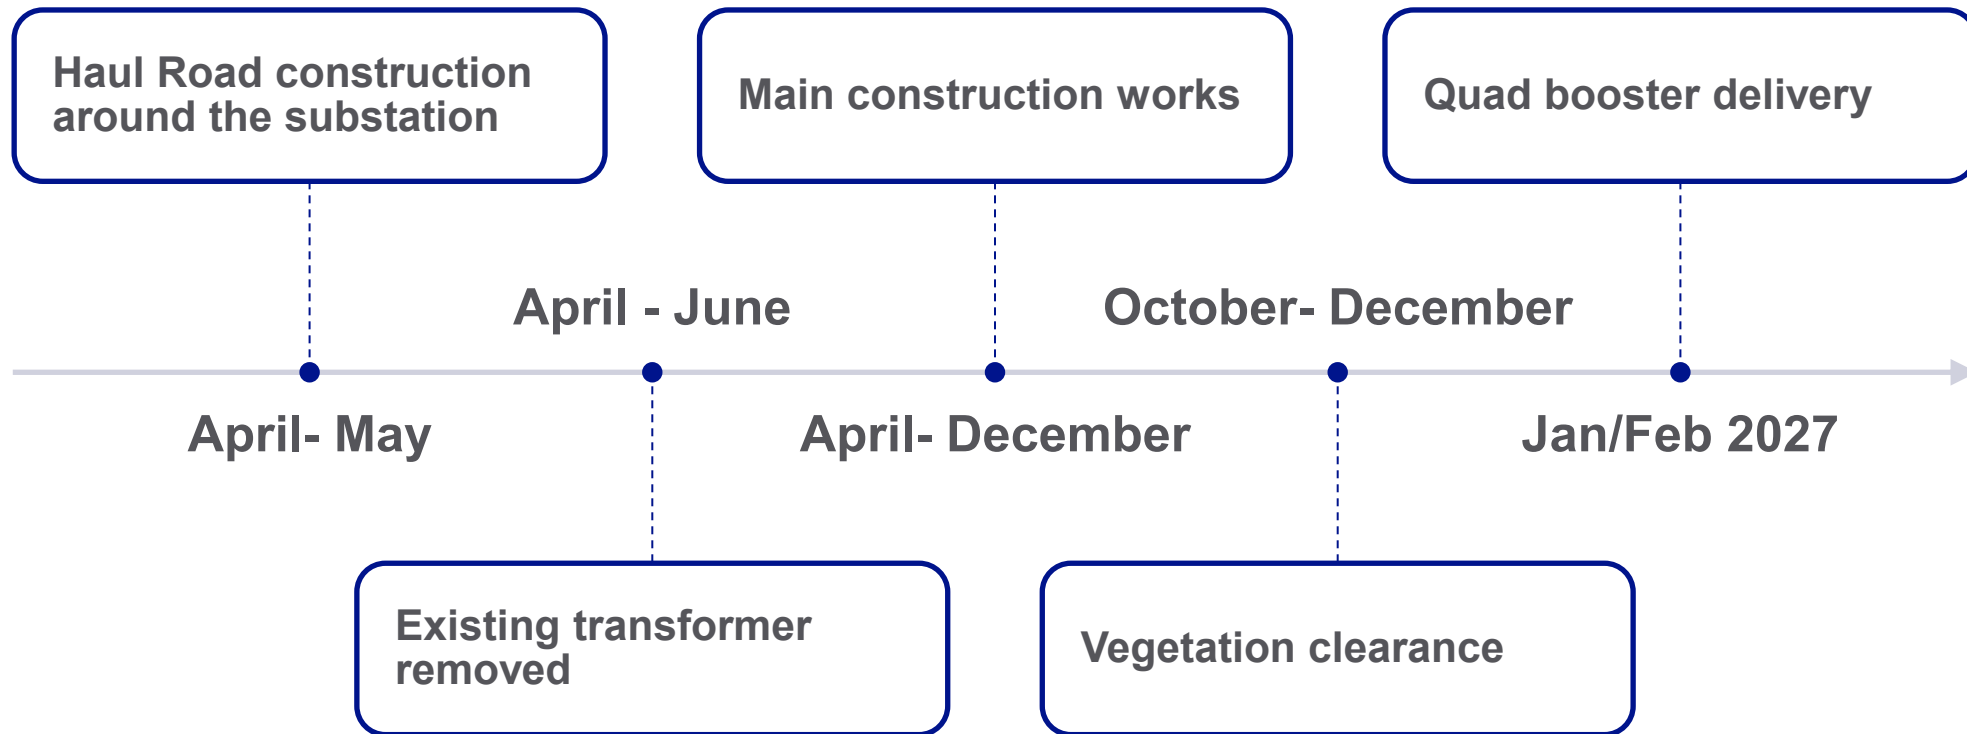 Haul Road construction
around the substation
Main construction works
Quad booster delivery
April - June
October- December
April- May
April- December
Jan/Feb 2027
Existing transformer
removed
Vegetation clearance